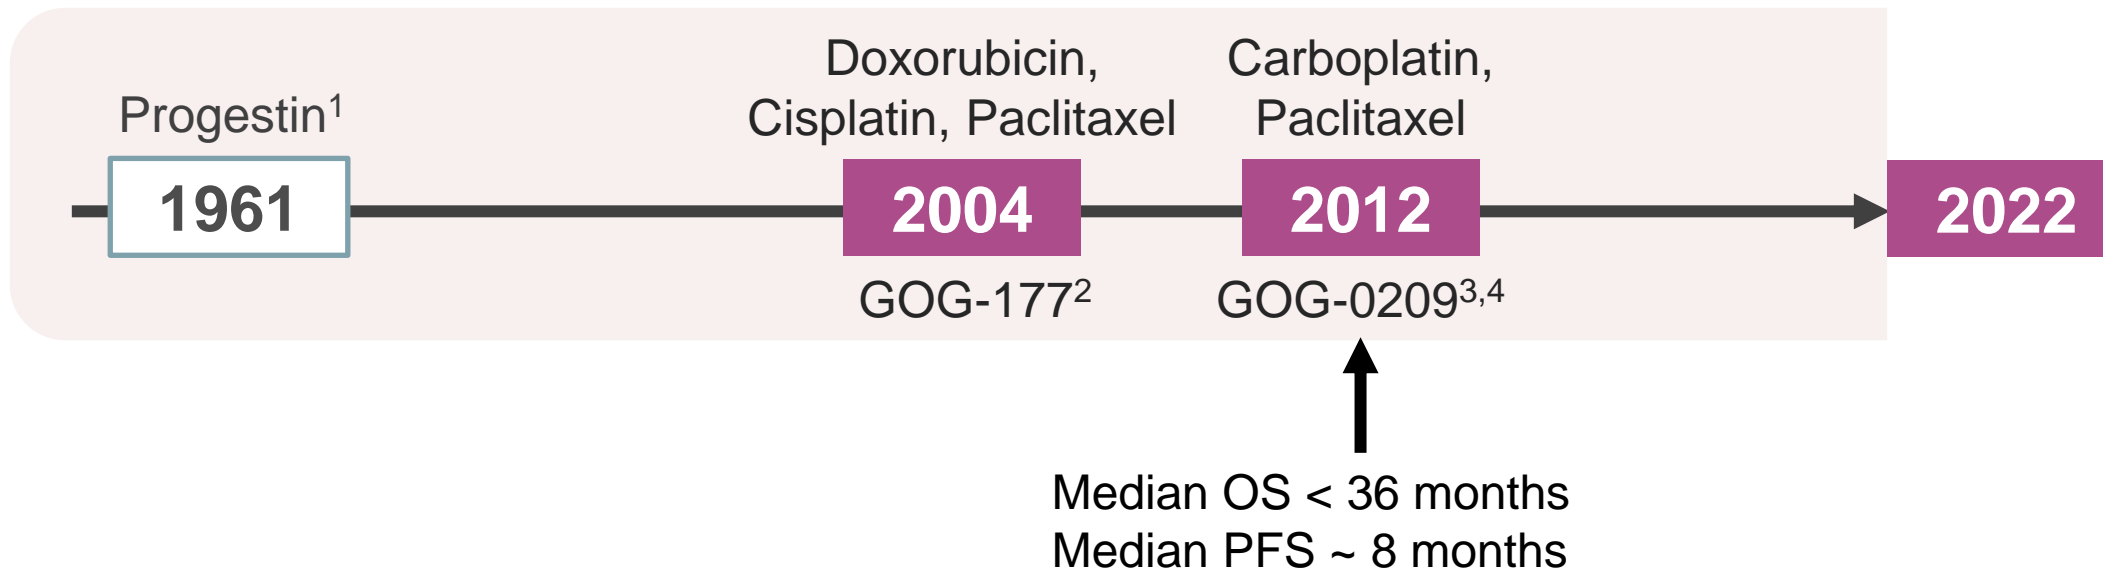 Progestin¹
1961
Doxorubicin,
Cisplatin, Paclitaxel
2004
GOG-177²
Carboplatin,
Paclitaxel
2012
GOG-0209³,⁴
2022
Median OS < 36 months
Median PFS ~ 8 months